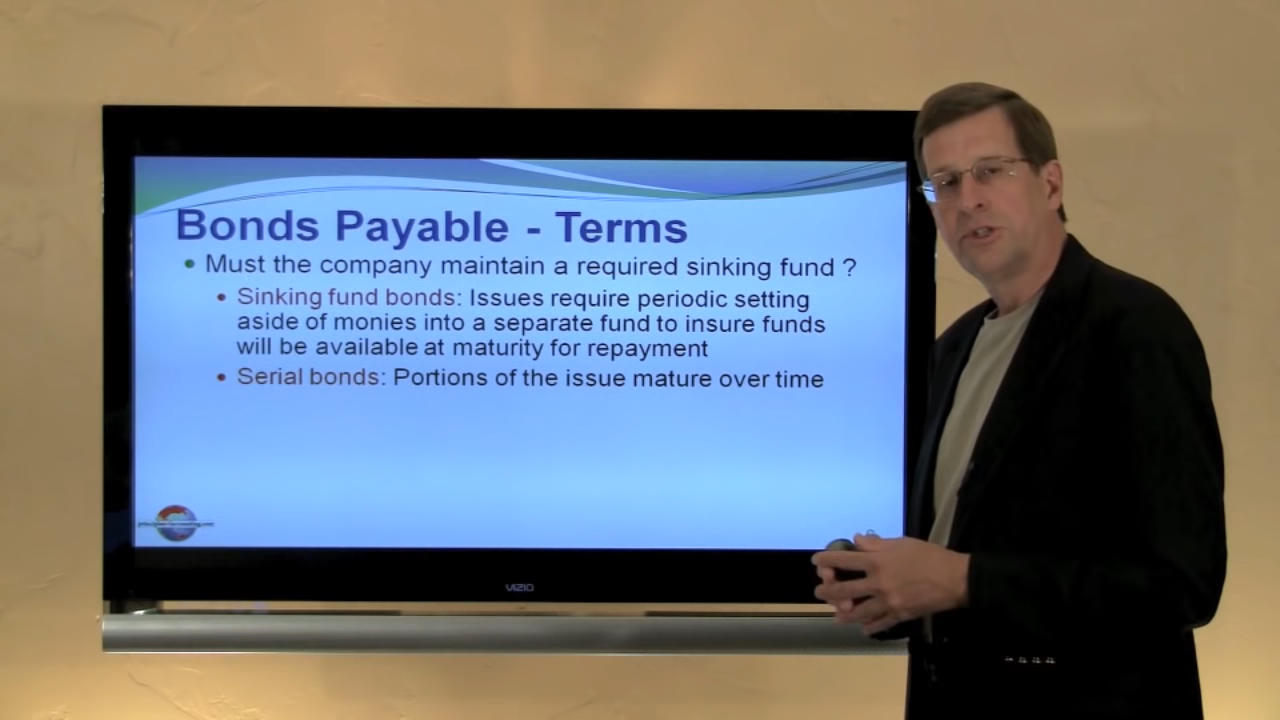 Bonds Payable - Terms
• Must the company maintain a required sinking fund ?
• Sinking fund bonds: Issues require periodic setting
aside of monies into a separate fund to insure funds
will be available at maturity for repayment
• Serial bonds: Portions of the issue mature over time
VIZIO